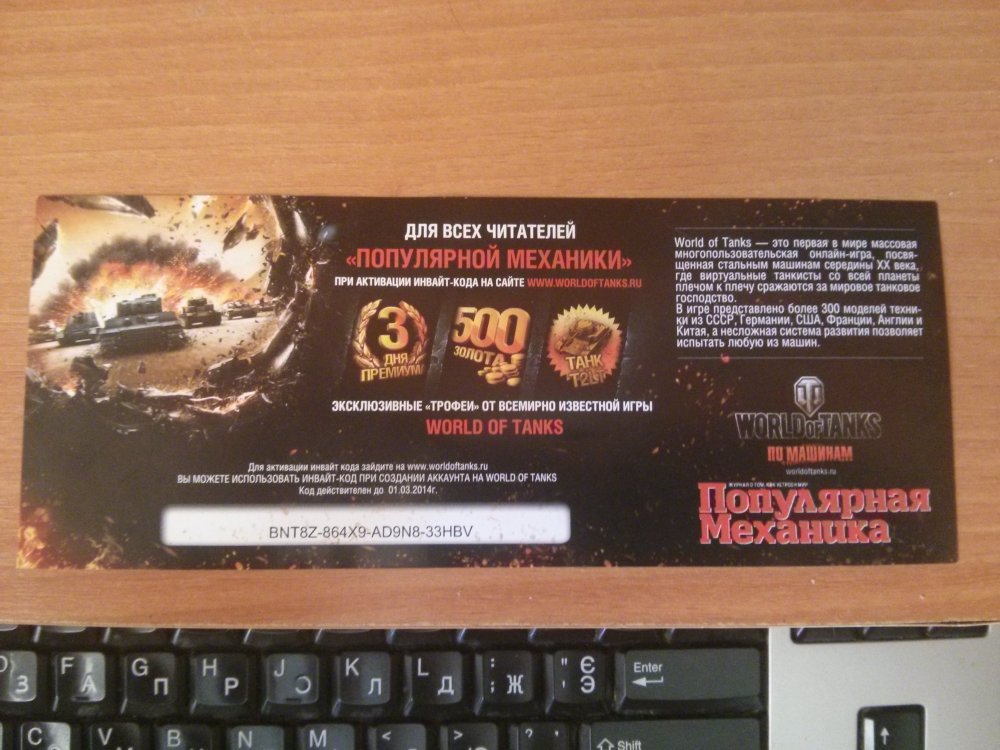 ДЛЯ ВСЕХ ЧИТАТЕЛЕЙ
«ПОПУЛЯРНОЙ МЕХАНИКИ»
ПРИ АКТИВАЦИИ ИНВАЙТ-КОДА НА САЙТЕ WWW.WORLDOFTANKS.RU
3
ДНЯ
ПРЕМИУМ
500
ЗОЛОТА
ТАНК
T2LT
ЭКСКЛЮЗИВНЫЕ «ТРОФЕИ» ОТ ВСЕМИРНО ИЗВЕСТНОЙ ИГРЫ
WORLD OF TANKS
Для активации инвайт кода зайдите на www.worldoftanks.ru
ВЫ МОЖЕТЕ ИСПОЛЬЗОВАТЬ ИНВАЙТ-КОД ПРИ СОЗДАНИИ АККАУНТА НА WORLD OF TANKS
Код действителен до 01.03.2014г.
BNT8Z-864X9-AD9N8-33HBV
World of Tanks — это первая в мире массовая
многопользовательская онлайн-игра, посвя-
щенная стальным машинам середины XX века,
где виртуальные танкисты со всей планеты
плечом к плечу сражаются за мировое танковое
господство.
В игре представлено более 300 моделей техни-
ки из СССР, Германии, США, Франции, Англии и
Китая, а несложная система развития позволяет
испытать любую из машин.
WORLD OF TANKS
ПО МАШИНАМ
worldoftanks.ru
ЖУРНАЛ О ТОМ, КАК УСТРОЕН МИР
Популярная
Механика
З F А G П H Р J О K Л L Д : ; Ж " ' Є Э Enter
C V B N M < > ? Shift